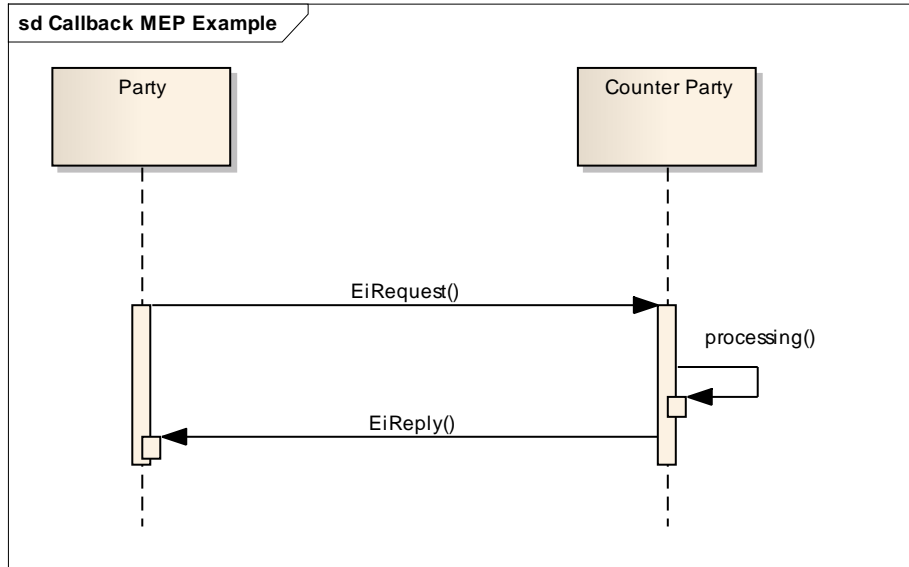 sd Callback MEP Example
Party
Counter Party
EiRequest()
processing()
EiReply()